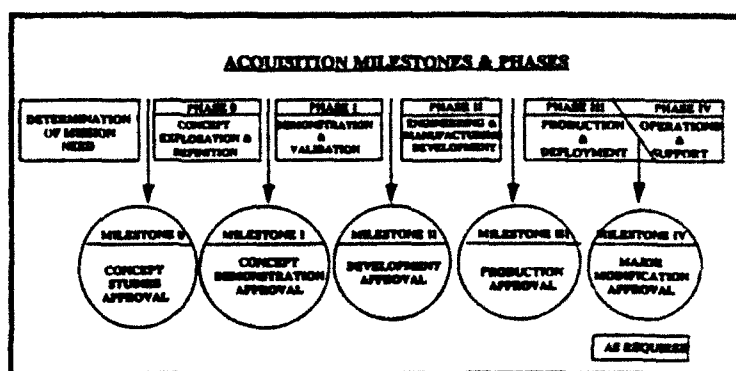 ACQUISITION MILESTONES & PHASES
DETERMINATION
OF MISSION
NEED
PHASE 0
CONCEPT
EXPLORATION &
DEFINITION
PHASE I
DEMONSTRATION
&
VALIDATION
PHASE II
ENGINEERING &
MANUFACTURING
DEVELOPMENT
PHASE III
PRODUCTION
&
DEPLOYMENT
PHASE IV
OPERATIONS
&
SUPPORT
MILESTONE 0
CONCEPT
STUDIES
APPROVAL
MILESTONE I
CONCEPT
DEMONSTRATION
APPROVAL
MILESTONE II
DEVELOPMENT
APPROVAL
MILESTONE III
PRODUCTION
APPROVAL
MILESTONE IV
MAJOR
MODIFICATION
APPROVAL
AS REQUIRED